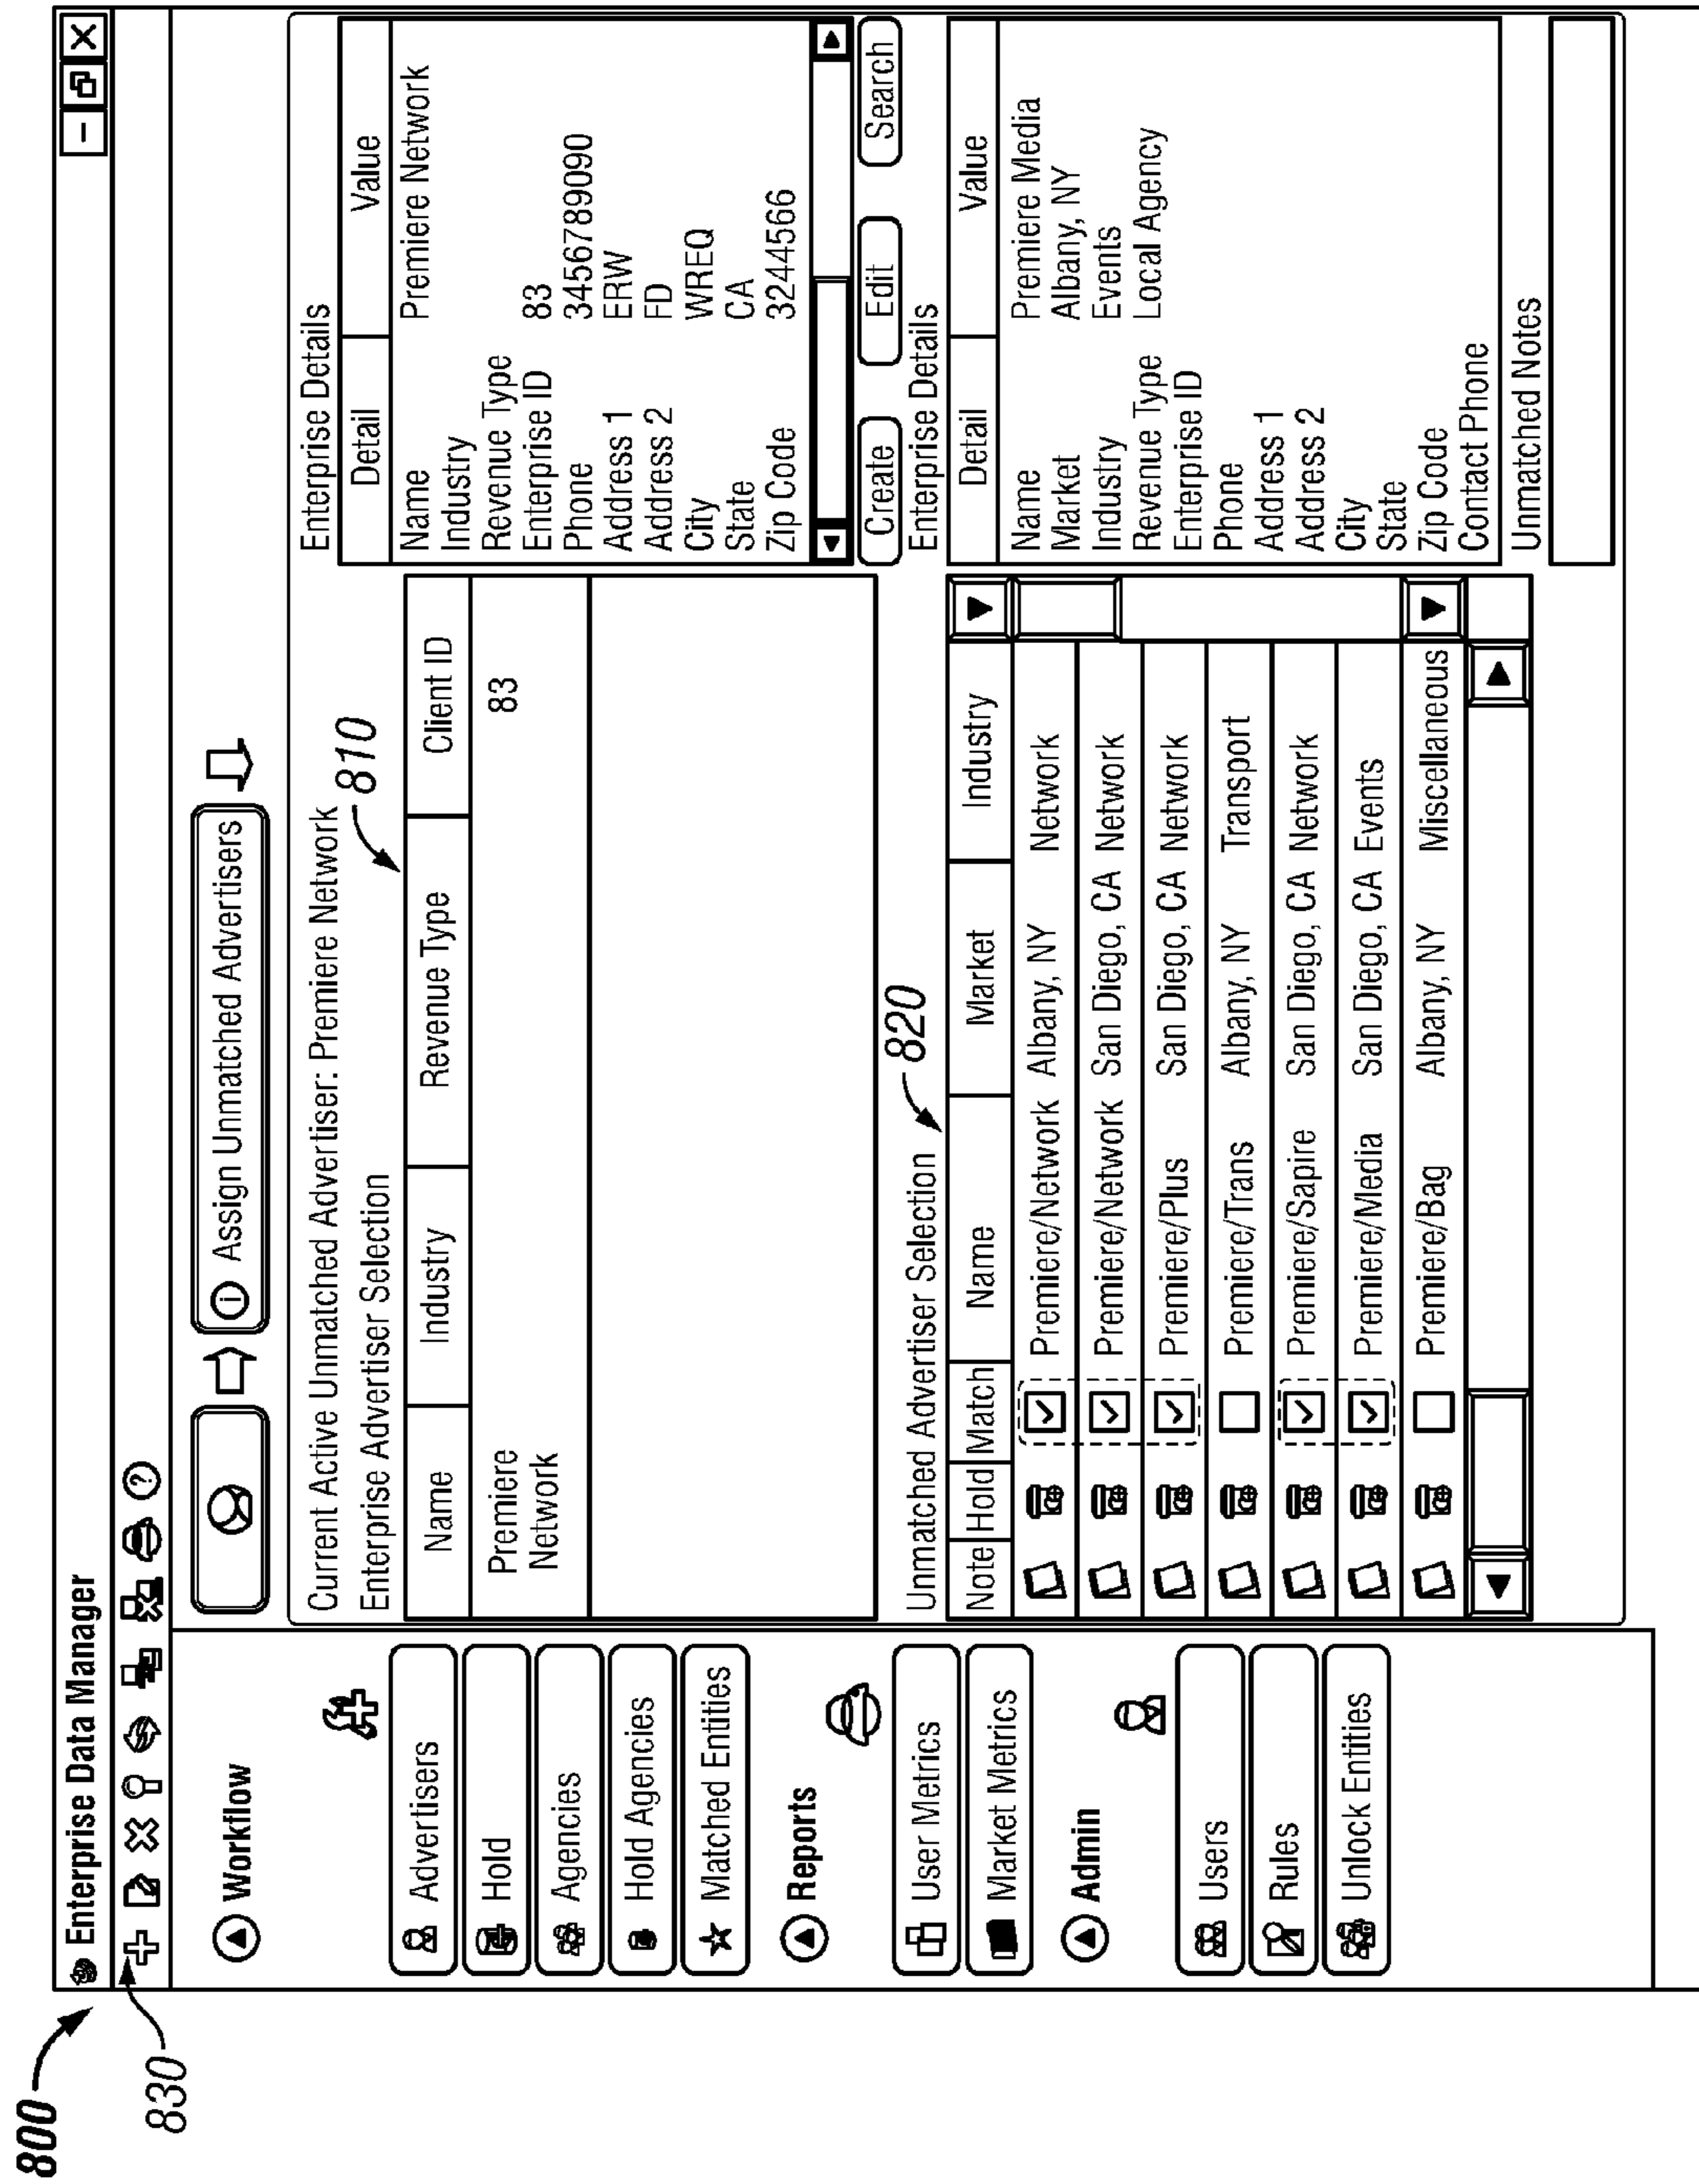 800
830
Enterprise Data Manager
Workflow
Advertisers
Hold
Agencies
Hold Agencies
Matched Entities
Reports
User Metrics
Market Metrics
Admin
Users
Rules
Unlock Entities
Assign Unmatched Advertisers
Current Active Unmatched Advertiser: Premiere Network
Enterprise Advertiser Selection
810
Name Industry Revenue Type Client ID
Premiere
Network 83
Unmatched Advertiser Selection
820
Note Hold Match Name Market Industry
Premiere/Network Albany, NY Network
Premiere/Network San Diego, CA Network
Premiere/Plus San Diego, CA Network
Premiere/Trans Albany, NY Transport
Premiere/Sapire San Diego, CA Network
Premiere/Media San Diego, CA Events
Premiere/Bag Albany, NY Miscellaneous
Enterprise Details
Detail Value
Name Premiere Network
Industry
Revenue Type
Enterprise ID 83
Phone 3456789090
Address 1 ERW
Address 2 FD
City WREQ
State CA
Zip Code 3244566
Create Edit Search
Enterprise Details
Detail Value
Name Premiere Media
Market Albany, NY
Industry Events
Revenue Type Local Agency
Enterprise ID
Phone
Address 1
Address 2
City
State
Zip Code
Contact Phone
Unmatched Notes